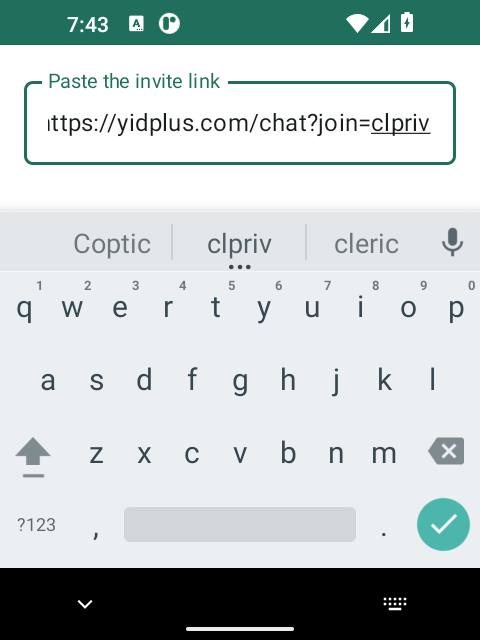 7:43
Paste the invite link
ttps://yidplus.com/chat?join=clpriv
Coptic clpriv cleric
1 2 3 4 5 6 7 8 9 0
q w e r t y u i o p
a s d f g h j k l
z x c v b n m
?123 , .